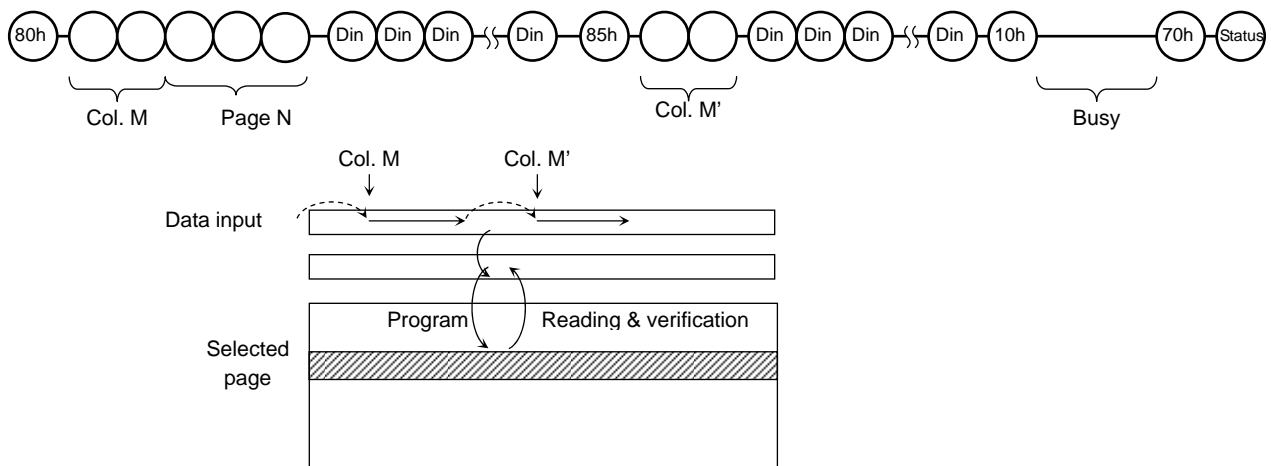 80h Din Din Din Din 85h Din Din Din Din 10h 70h Status
Col. M Page N Col. M’ Busy
Col. M Col. M’
Data input
Program Reading & verification
Selected
page